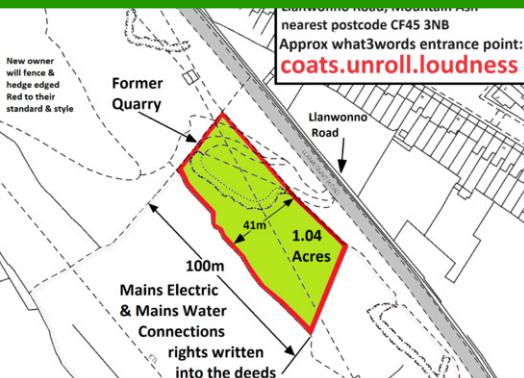 Llanwonno Road, Mountain Ash
nearest postcode CF45 3NB
Approx what3words entrance point:
coats.unroll.loudness
New owner
will fence &
hedge edged
Red to their
standard & style
Former
Quarry
Llanwonno
Road
41m
1.04
Acres
100m
Mains Electric
& Mains Water
Connections
rights written
into the deeds